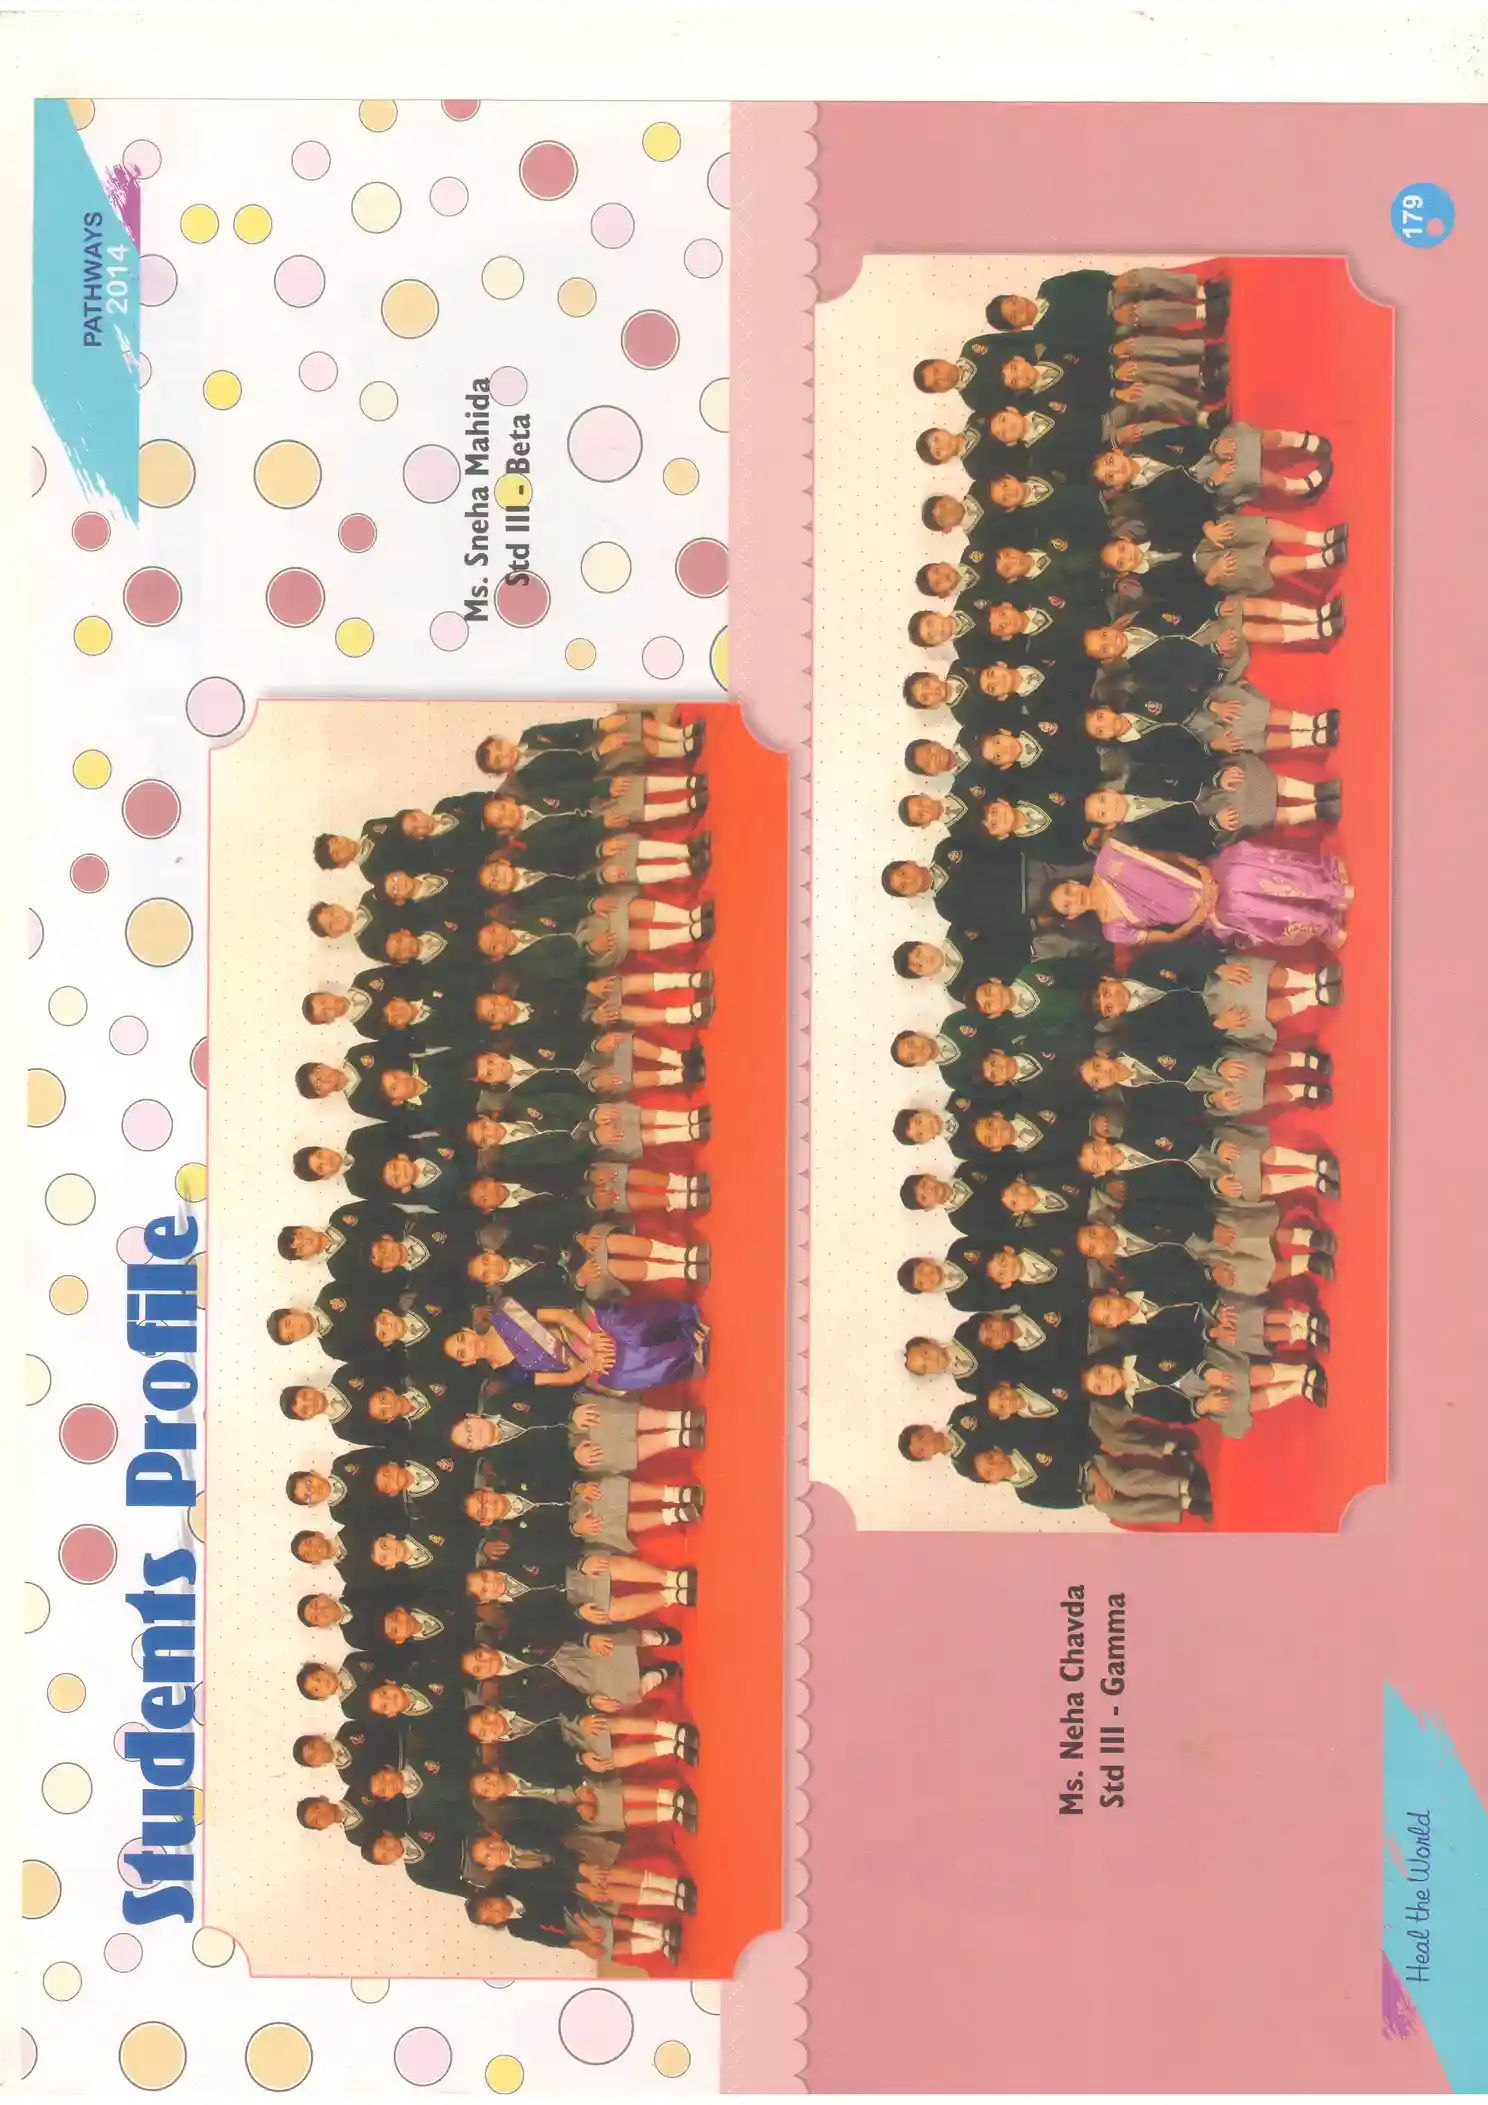 PATHWAYS
2014
Students Profile
Ms. Sneha Mahida
Std III - Beta
Ms. Neha Chavda
Std III - Gamma
Heal the World
179